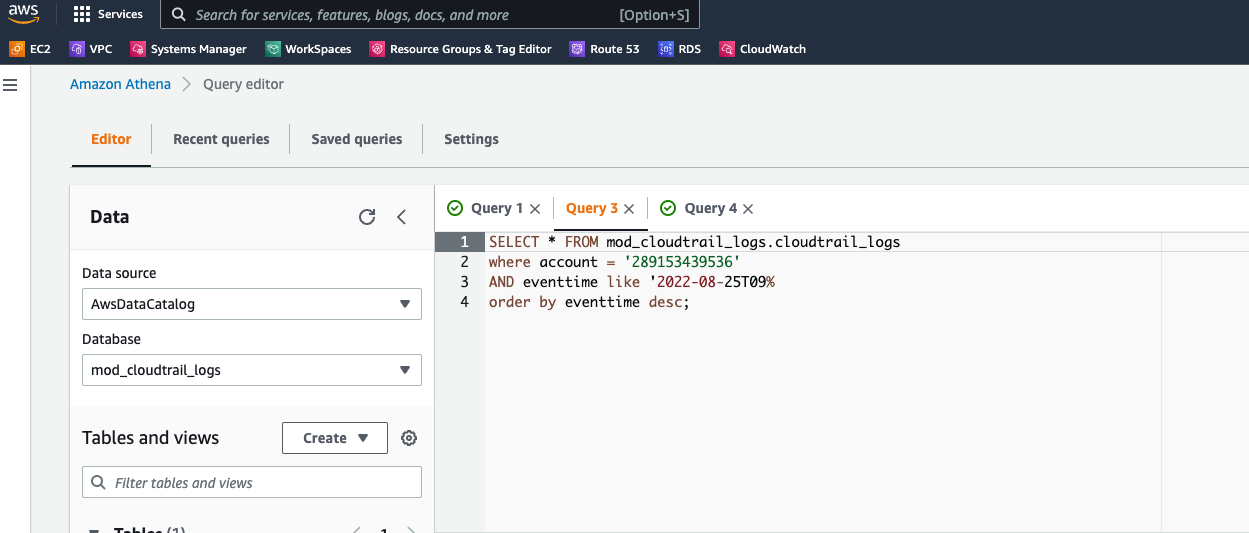 aws Services Search for services, features, blogs, docs, and more [Option+S]
EC2 VPC Systems Manager WorkSpaces Resource Groups & Tag Editor Route 53 RDS CloudWatch
Amazon Athena Query editor
Editor Recent queries Saved queries Settings
Data
Data source
AwsDataCatalog
Database
mod_cloudtrail_logs
Tables and views Create
Filter tables and views
Tables (1) 1
Query 1 Query 3 Query 4
1 SELECT * FROM mod_cloudtrail_logs.cloudtrail_logs
2 where account = '289153439536'
3 AND eventtime like '2022-08-25T09%
4 order by eventtime desc;